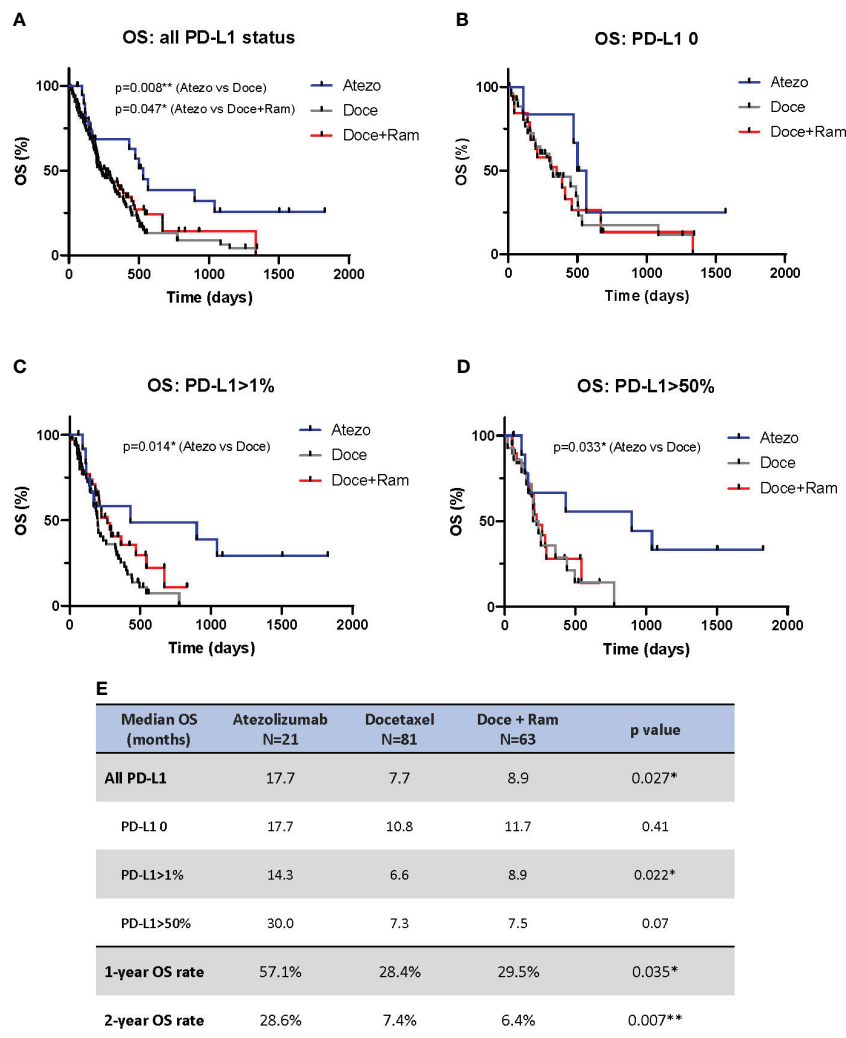 A
OS: all PD-L1 status
p=0.008** (Atezo vs Doce)
p=0.047* (Atezo vs Doce+Ram)
Atezo
Doce
Doce+Ram
OS (%)
100
50
0
0 500 1000 1500 2000
Time (days)
B
OS: PD-L1 0
Atezo
Doce
Doce+Ram
OS (%)
100
50
0
0 500 1000 1500 2000
Time (days)
C
OS: PD-L1>1%
p=0.014* (Atezo vs Doce)
Atezo
Doce
Doce+Ram
OS (%)
100
50
0
0 500 1000 1500 2000
Time (days)
D
OS: PD-L1>50%
p=0.033* (Atezo vs Doce)
Atezo
Doce
Doce+Ram
OS (%)
100
50
0
0 500 1000 1500 2000
Time (days)
E
Median OS (months) Atezolizumab N=21 Docetaxel N=81 Doce + Ram N=63 p value
All PD-L1 17.7 7.7 8.9 0.027*
PD-L1 0 17.7 10.8 11.7 0.41
PD-L1>1% 14.3 6.6 8.9 0.022*
PD-L1>50% 30.0 7.3 7.5 0.07
1-year OS rate 57.1% 28.4% 29.5% 0.035*
2-year OS rate 28.6% 7.4% 6.4% 0.007**